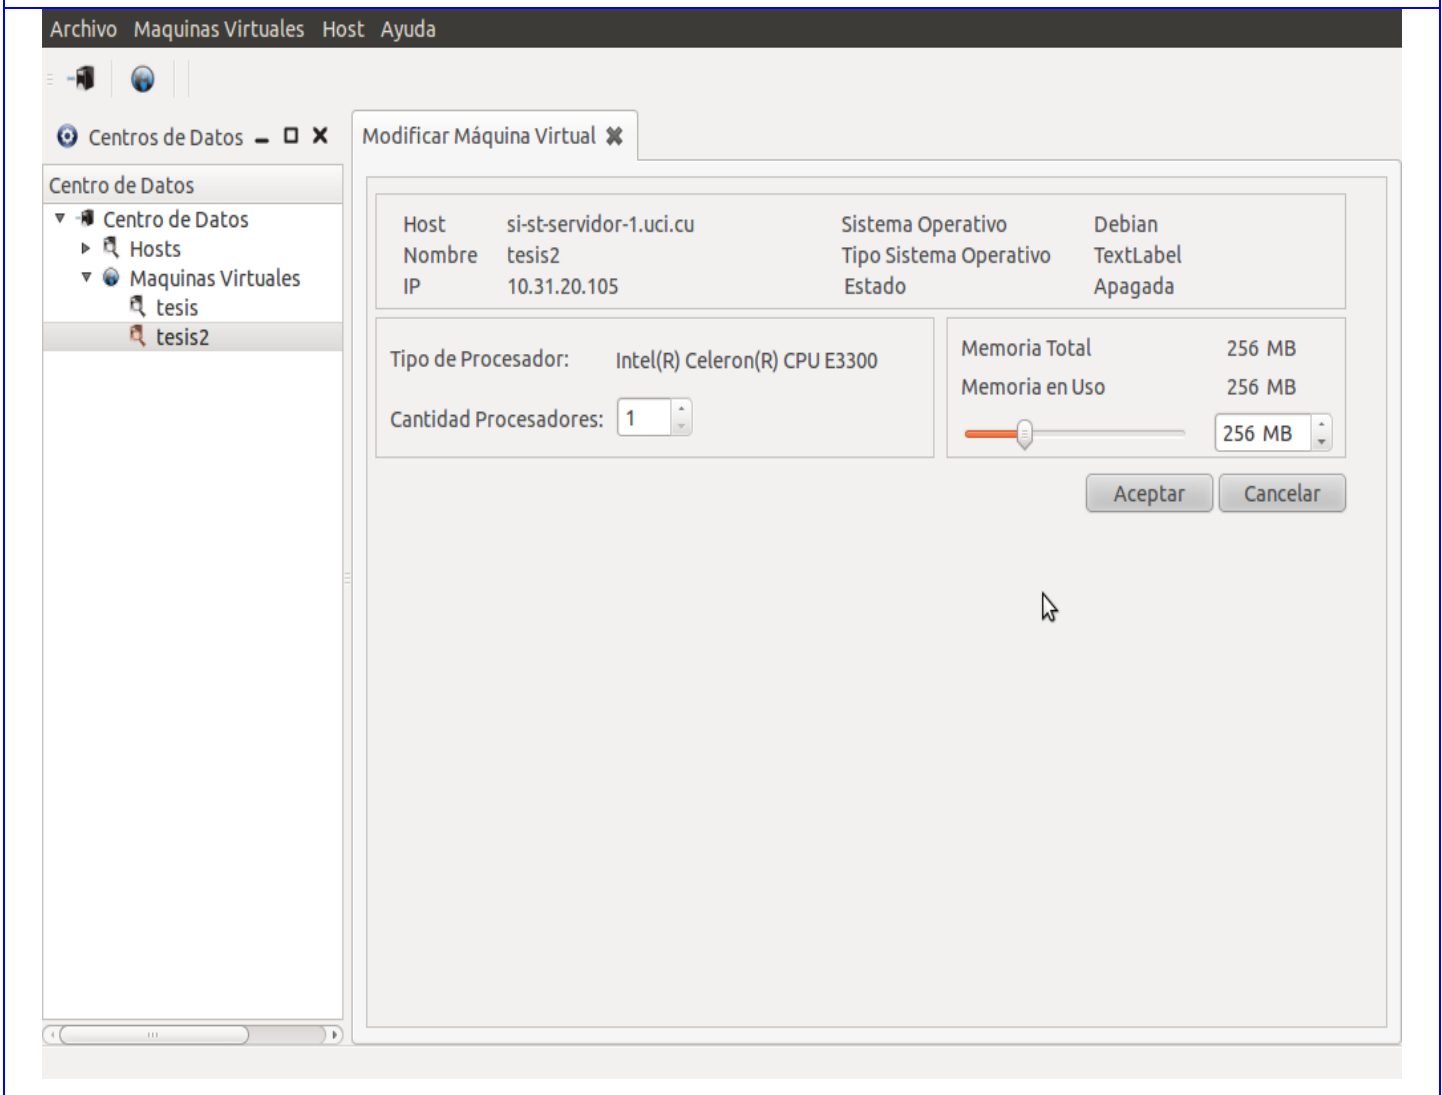 Archivo Maquinas Virtuales Host Ayuda
Centros de Datos
Modificar Máquina Virtual
Centro de Datos
Centro de Datos
Hosts
Maquinas Virtuales
tesis
tesis2
Host si-st-servidor-1.uci.cu Sistema Operativo Debian
Nombre tesis2 Tipo Sistema Operativo TextLabel
IP 10.31.20.105 Estado Apagada
Tipo de Procesador: Intel(R) Celeron(R) CPU E3300
Cantidad Procesadores: 1
Memoria Total 256 MB
Memoria en Uso 256 MB
256 MB
Aceptar Cancelar